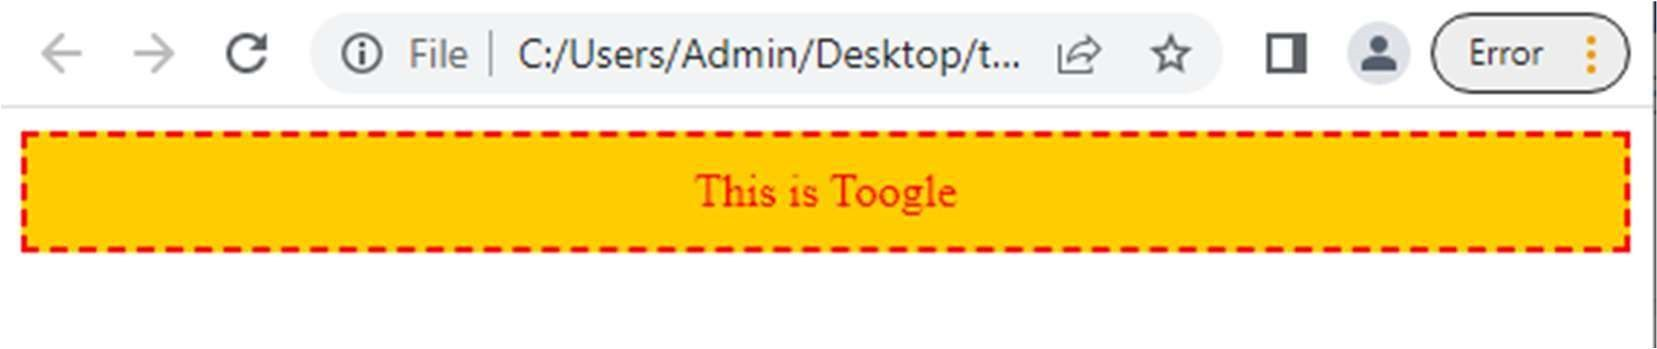 File C:/Users/Admin/Desktop/t... Error
This is Toogle